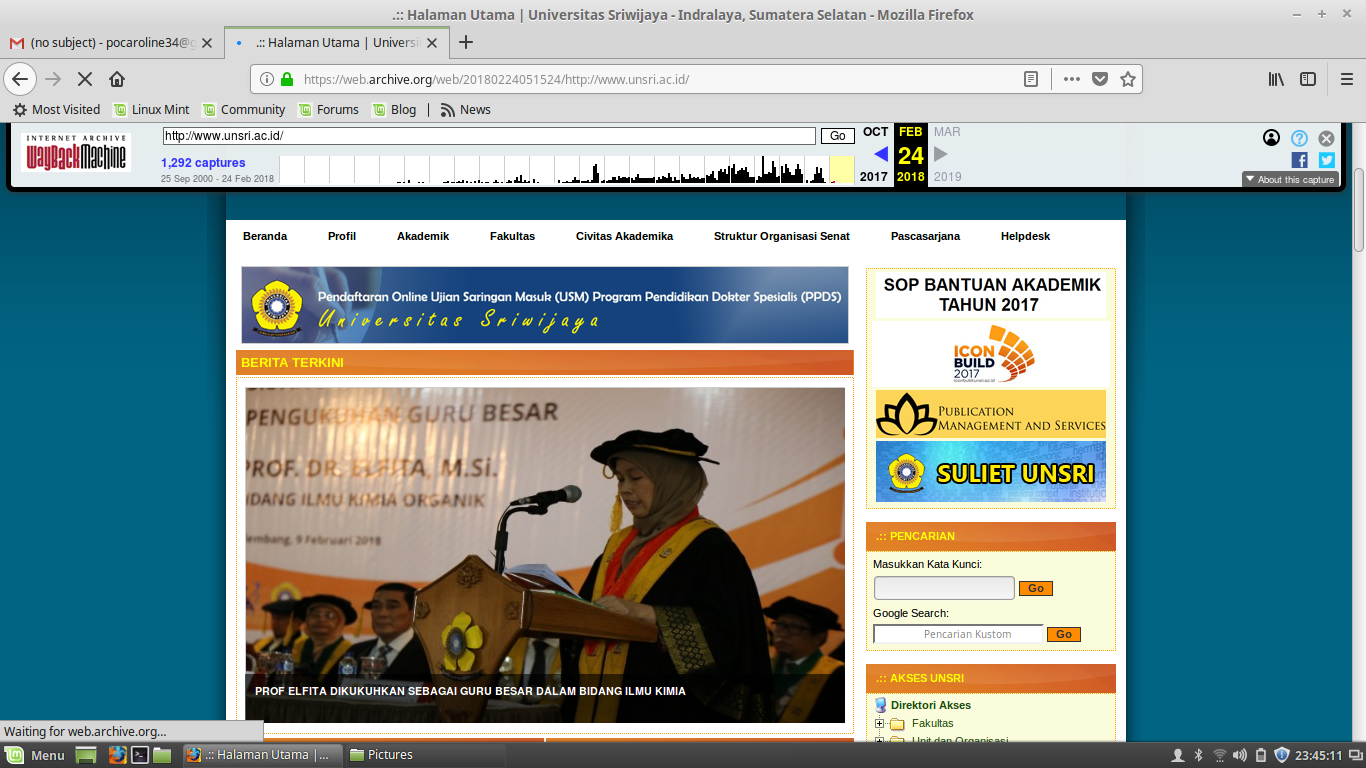 .:: Halaman Utama | Universitas Sriwijaya - Indralaya, Sumatera Selatan - Mozilla Firefox
(no subject) - pocaroline34@g
.:: Halaman Utama | Universi
https://web.archive.org/web/20180224051524/http://www.unsri.ac.id/
Most Visited
Linux Mint
Community
Forums
Blog
News
INTERNET ARCHIVE
WayBackMachine
http://www.unsri.ac.id/
Go
OCT FEB MAR
1,292 captures
24
25 Sep 2000 - 24 Feb 2018
2017 2018 2019
About this capture
Beranda
Profil
Akademik
Fakultas
Civitas Akademika
Struktur Organisasi Senat
Pascasarjana
Helpdesk
Pendaftaran Online Ujian Saringan Masuk (USM) Program Pendidikan Dokter Spesialis (PPDS)
Universitas Sriwijaya
BERITA TERKINI
PENGUKUHAN GURU BESAR
PROF. DR. ELFITA, M.Si.
BIDANG ILMU KIMIA ORGANIK
embang, 9 Februari 2018
PROF ELFITA DIKUKUHKAN SEBAGAI GURU BESAR DALAM BIDANG ILMU KIMIA
SOP BANTUAN AKADEMIK
TAHUN 2017
ICON
BUILD
2017
PUBLICATION
MANAGEMENT AND SERVICES
SULIET UNSRI
.:: PENCARIAN
Masukkan Kata Kunci:
Go
Google Search:
Pencarian Kustom
Go
.:: AKSES UNSRI
Direktori Akses
Fakultas
Unit dan Organisasi
Waiting for web.archive.org...
Menu
.:: Halaman Utama |...
Pictures
23:45:11